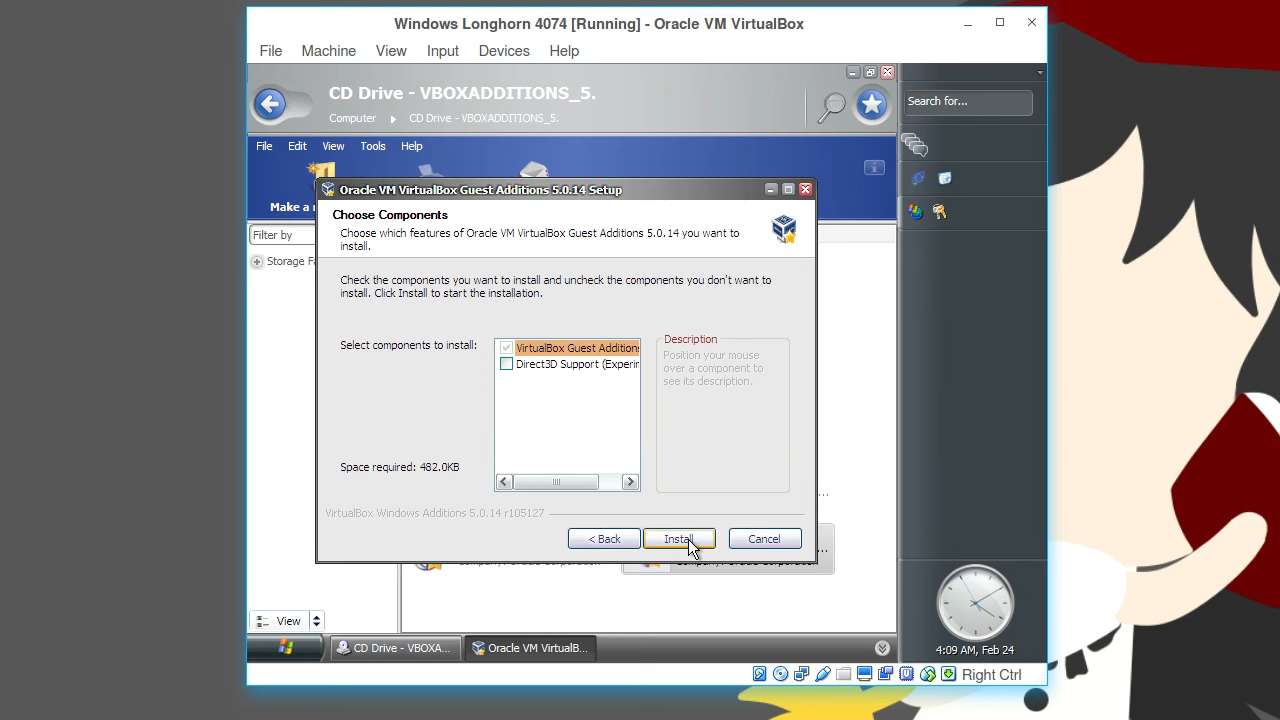 Windows Longhorn 4074 [Running] - Oracle VM VirtualBox
File Machine View Input Devices Help
CD Drive - VBOXADDITIONS_5.
Computer CD Drive - VBOXADDITIONS_5.
Search for...
File Edit View Tools Help
Make a
Filter by
Storage
Oracle VM VirtualBox Guest Additions 5.0.14 Setup
Choose Components
Choose which features of Oracle VM VirtualBox Guest Additions 5.0.14 you want to
install.
Check the components you want to install and uncheck the components you don't want to
install. Click Install to start the installation.
Select components to install:
VirtualBox Guest Additions
Direct3D Support (Experim
Description
Position your mouse
over a component to
see its description.
Space required: 482.0KB
VirtualBox Windows Additions 5.0.14 r105127
< Back Install Cancel
View
CD Drive - VBOXA... Oracle VM VirtualB...
4:09 AM, Feb 24
Right Ctrl